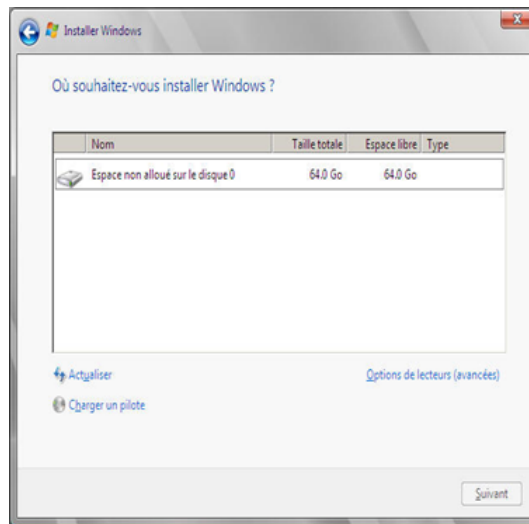 Installer Windows
Où souhaitez-vous installer Windows ?
Nom Taille totale Espace libre Type
Espace non alloué sur le disque 0 64.0 Go 64.0 Go
Actualiser Options de lecteurs (avancées)
Charger un pilote
Suivant